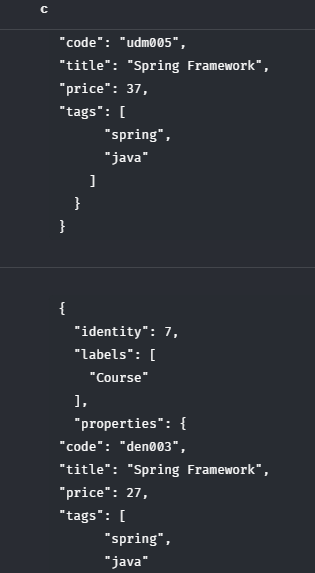 c
"code": "udm005",
"title": "Spring Framework",
"price": 37,
"tags": [
"spring",
"java"
]
}
}
{
"identity": 7,
"labels": [
"Course"
],
"properties": {
"code": "den003",
"title": "Spring Framework",
"price": 27,
"tags": [
"spring",
"java"